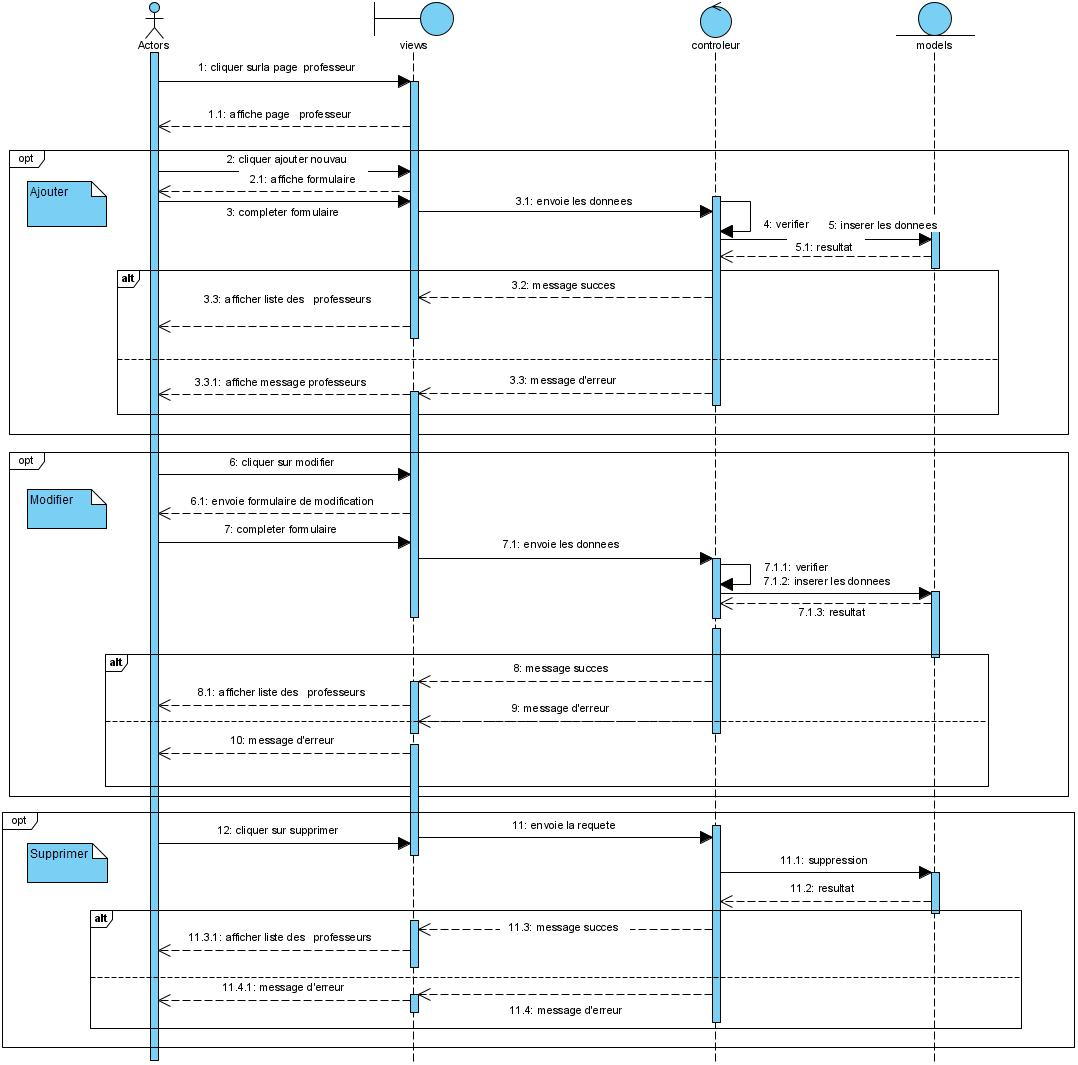 Actors
views
controleur
models
1: cliquer surla page professeur
1.1: affiche page professeur
opt
2: cliquer ajouter nouvau
2.1: affiche formulaire
Ajouter
3: completer formulaire
3.1: envoie les donnees
4: verifier
5: inserer les donnees
5.1: resultat
alt
3.2: message succes
3.3: afficher liste des professeurs
3.3.1: affiche message professeurs
3.3: message d'erreur
opt
6: cliquer sur modifier
Modifier
6.1: envoie formulaire de modification
7: completer formulaire
7.1: envoie les donnees
7.1.1: verifier
7.1.2: inserer les donnees
7.1.3: resultat
alt
8: message succes
8.1: afficher liste des professeurs
9: message d'erreur
10: message d'erreur
opt
12: cliquer sur supprimer
11: envoie la requete
Supprimer
11.1: suppression
11.2: resultat
alt
11.3: message succes
11.3.1: afficher liste des professeurs
11.4.1: message d'erreur
11.4: message d'erreur